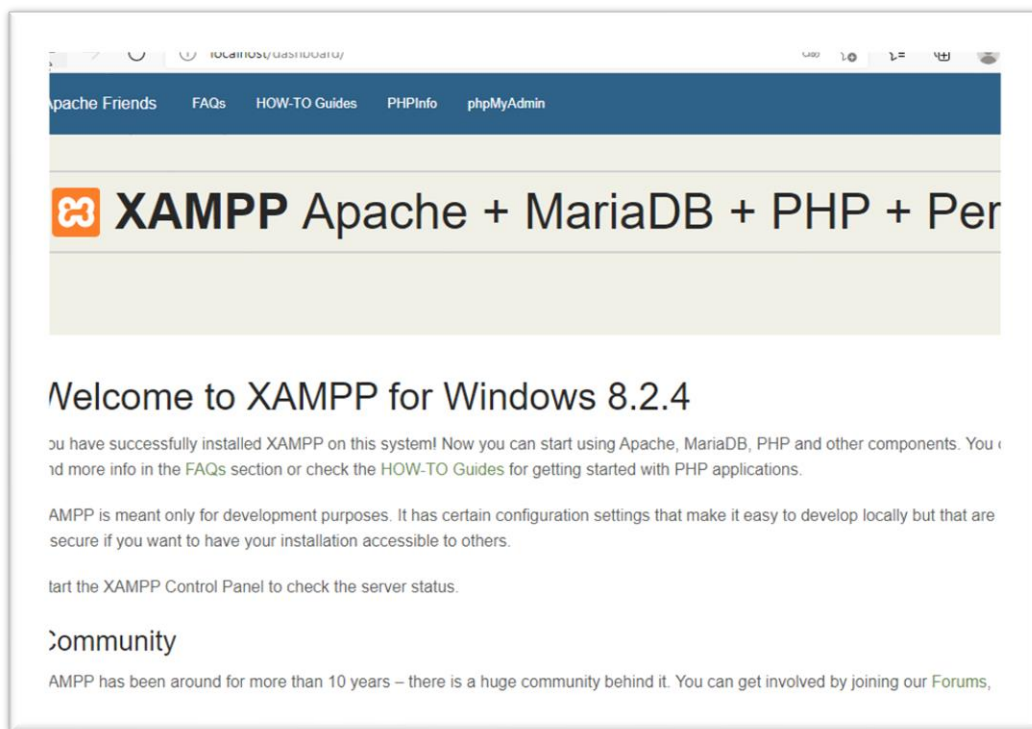 localhost/dashboard/
Apache Friends FAQs HOW-TO Guides PHPInfo phpMyAdmin
XAMPP Apache + MariaDB + PHP + Per
Welcome to XAMPP for Windows 8.2.4
ou have successfully installed XAMPP on this system! Now you can start using Apache, MariaDB, PHP and other components. You
nd more info in the FAQs section or check the HOW-TO Guides for getting started with PHP applications.
AMPP is meant only for development purposes. It has certain configuration settings that make it easy to develop locally but that are
secure if you want to have your installation accessible to others.
tart the XAMPP Control Panel to check the server status.
Community
AMPP has been around for more than 10 years – there is a huge community behind it. You can get involved by joining our Forums,